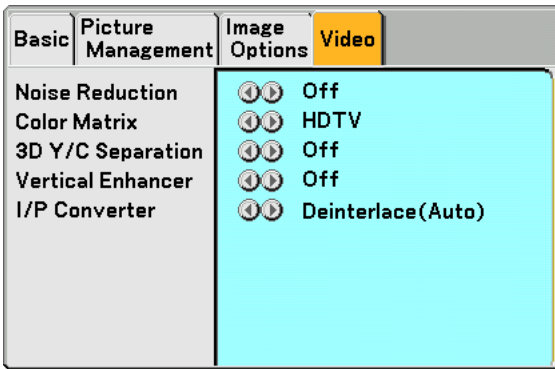 Basic
Picture
Management
Image
Options
Video
Noise Reduction Off
Color Matrix HDTV
3D Y/C Separation Off
Vertical Enhancer Off
I/P Converter Deinterlace(Auto)